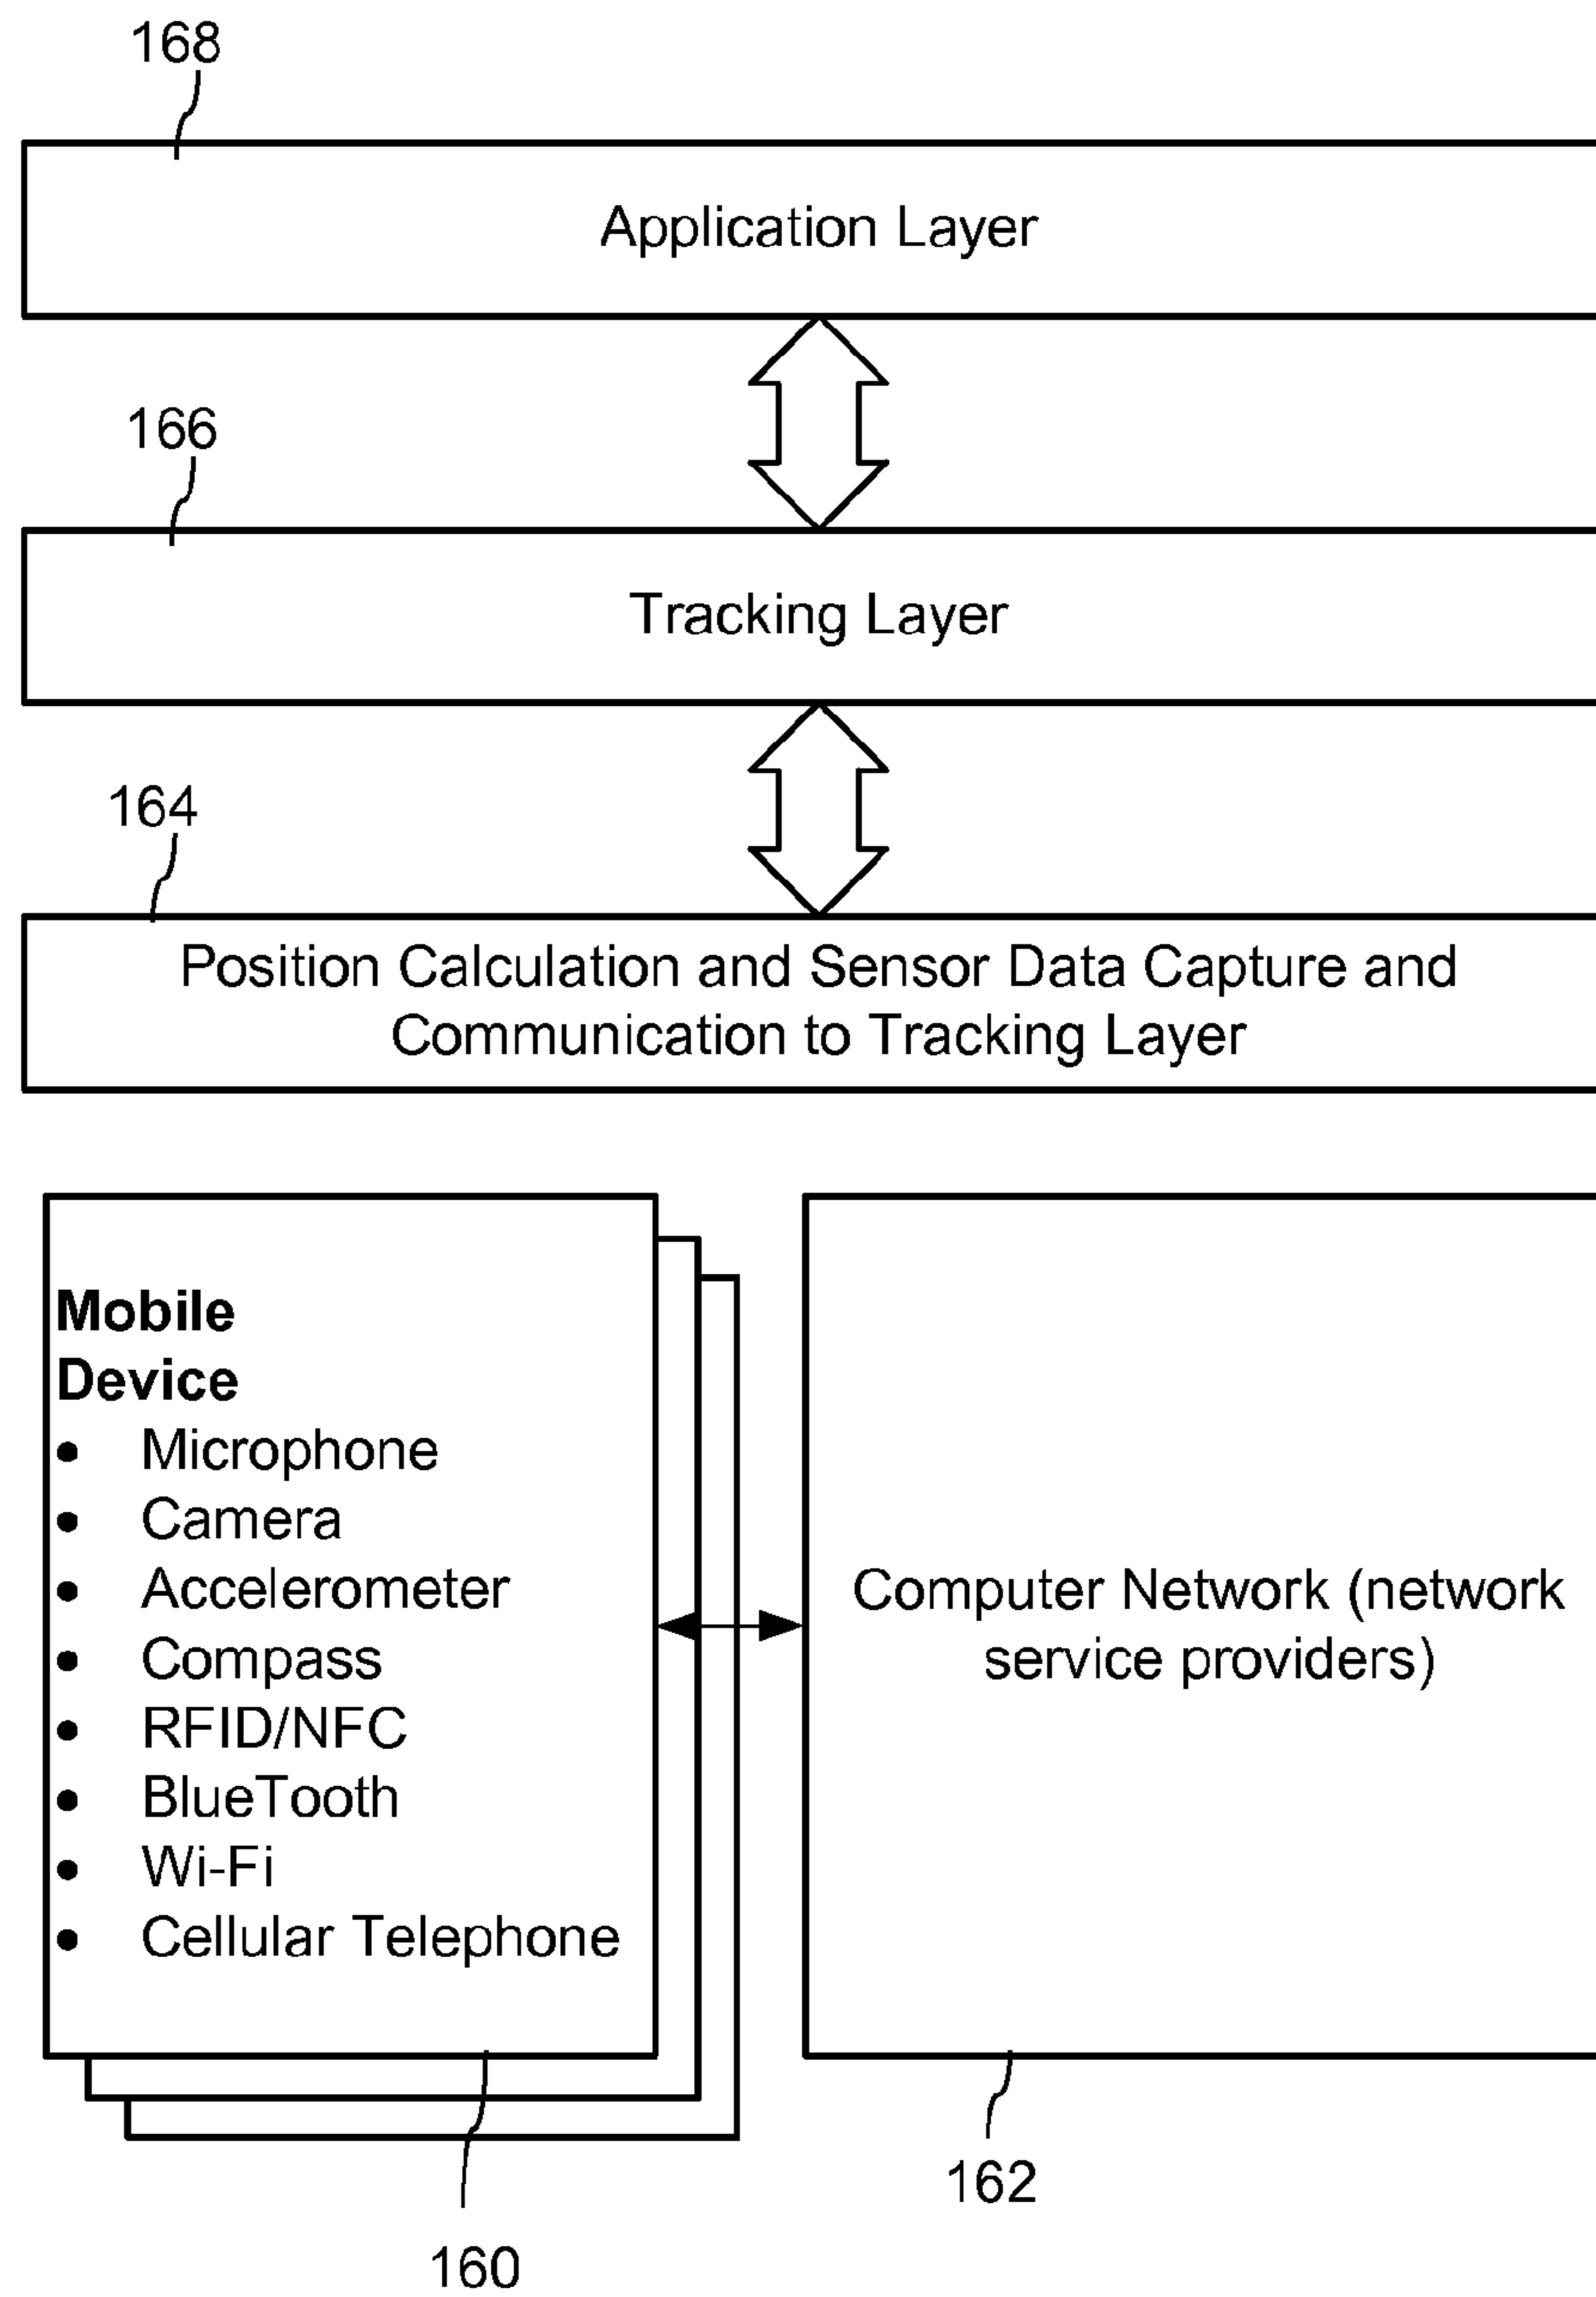 168
Application Layer
166
Tracking Layer
164
Position Calculation and Sensor Data Capture and
Communication to Tracking Layer
Mobile
Device
• Microphone
• Camera
• Accelerometer
• Compass
• RFID/NFC
• BlueTooth
• Wi-Fi
• Cellular Telephone
Computer Network (network
service providers)
162
160